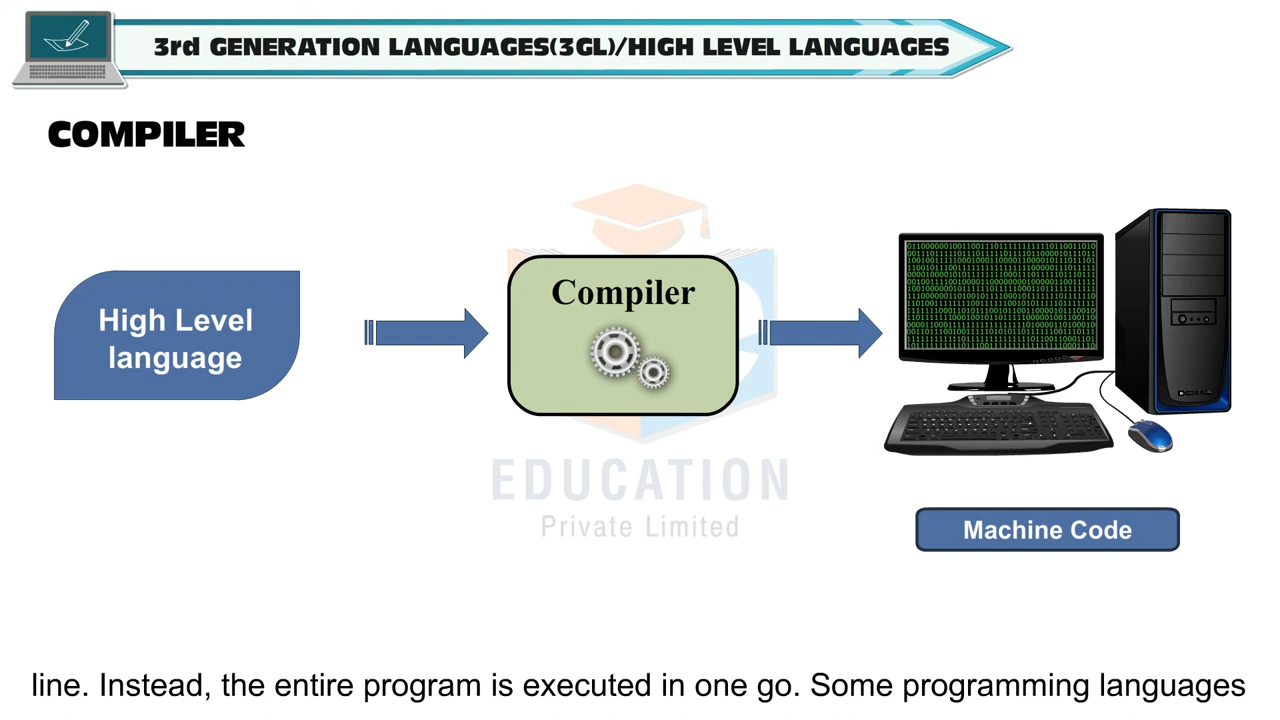 3rd GENERATION LANGUAGES(3GL)/HIGH LEVEL LANGUAGES
COMPILER
High Level
language
Compiler
EDUCATION
Private Limited
Machine Code
line. Instead, the entire program is executed in one go. Some programming languages